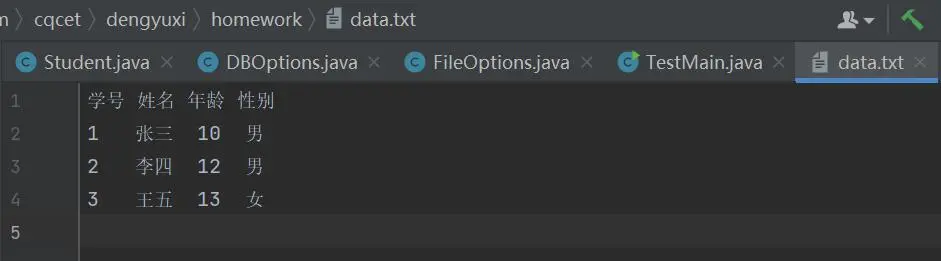 m cqcet dengyuxi homework data.txt
Student.java DBOptions.java FileOptions.java TestMain.java data.txt
1 学号 姓名 年龄 性别
2 1 张三 10 男
3 2 李四 12 男
4 3 王五 13 女
5